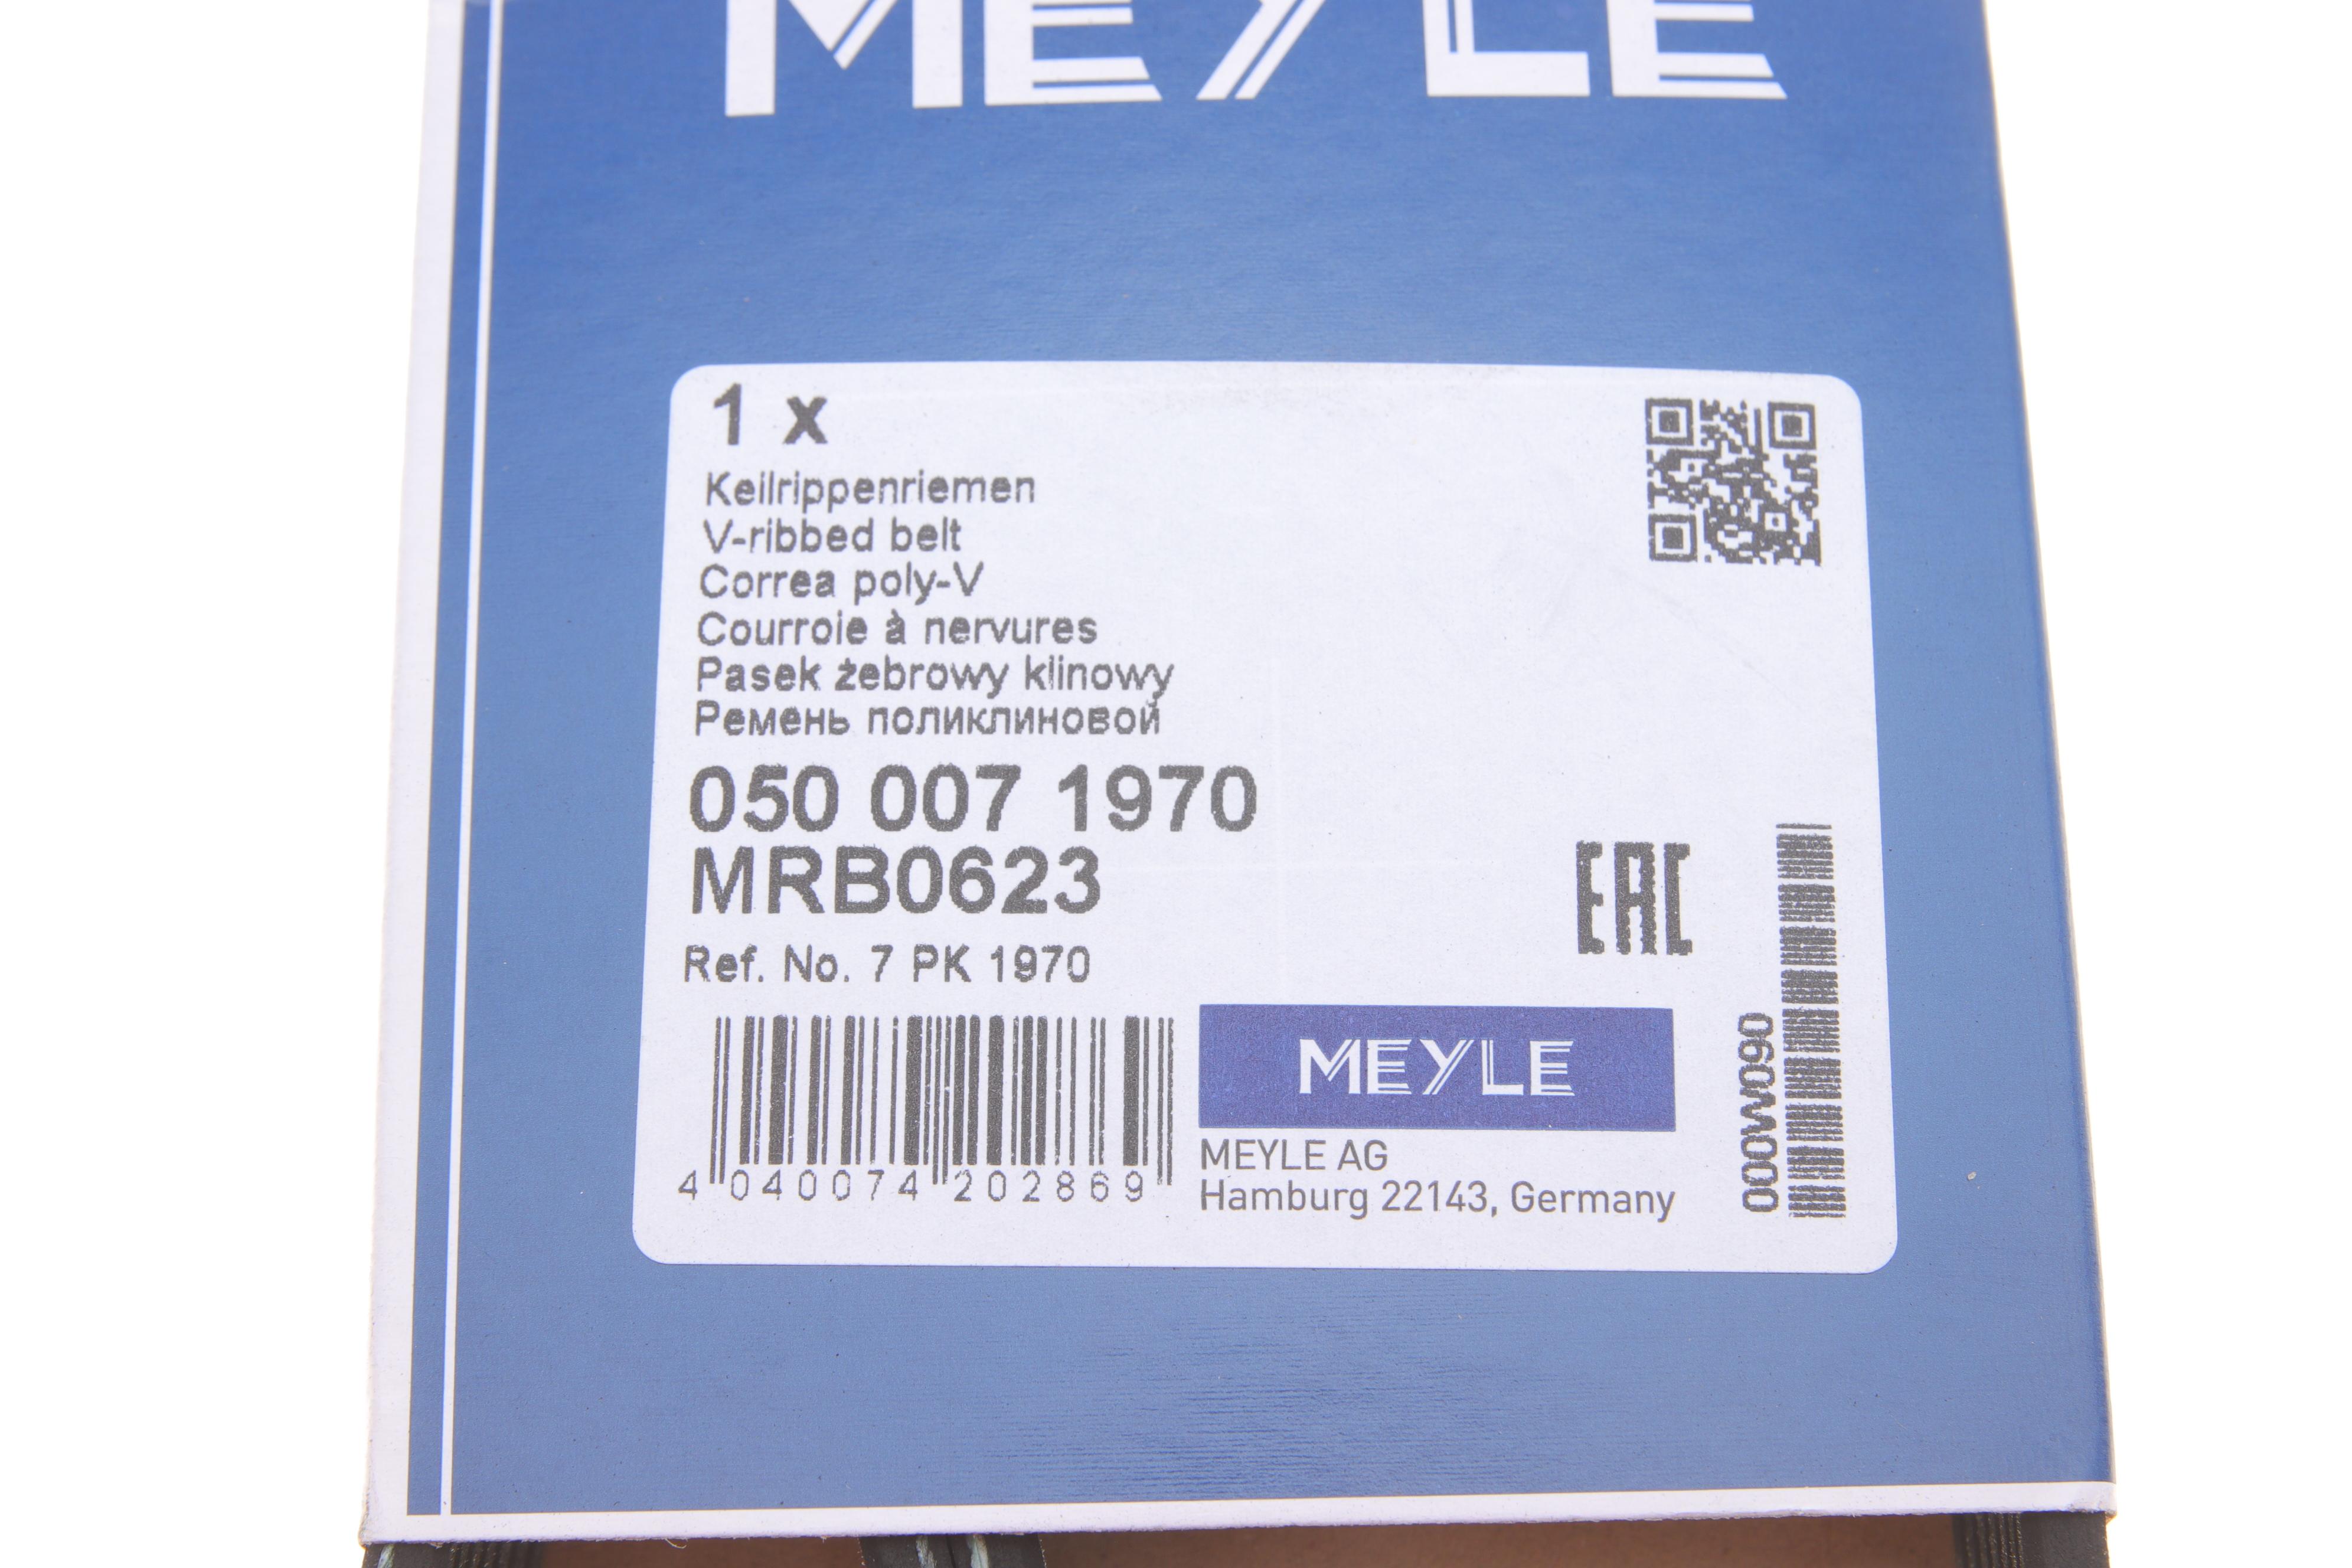 MEYLE
1 x
Keilrippenriemen
V-ribbed belt
Correa poly-V
Courroie à nervures
Pasek żebrowy klinowy
Ремень поликлиновой
050 007 1970
MRB0623
Ref. No. 7 PK 1970
EAC
4 040074 202869
MEYLE
MEYLE AG
Hamburg 22143, Germany
000W090